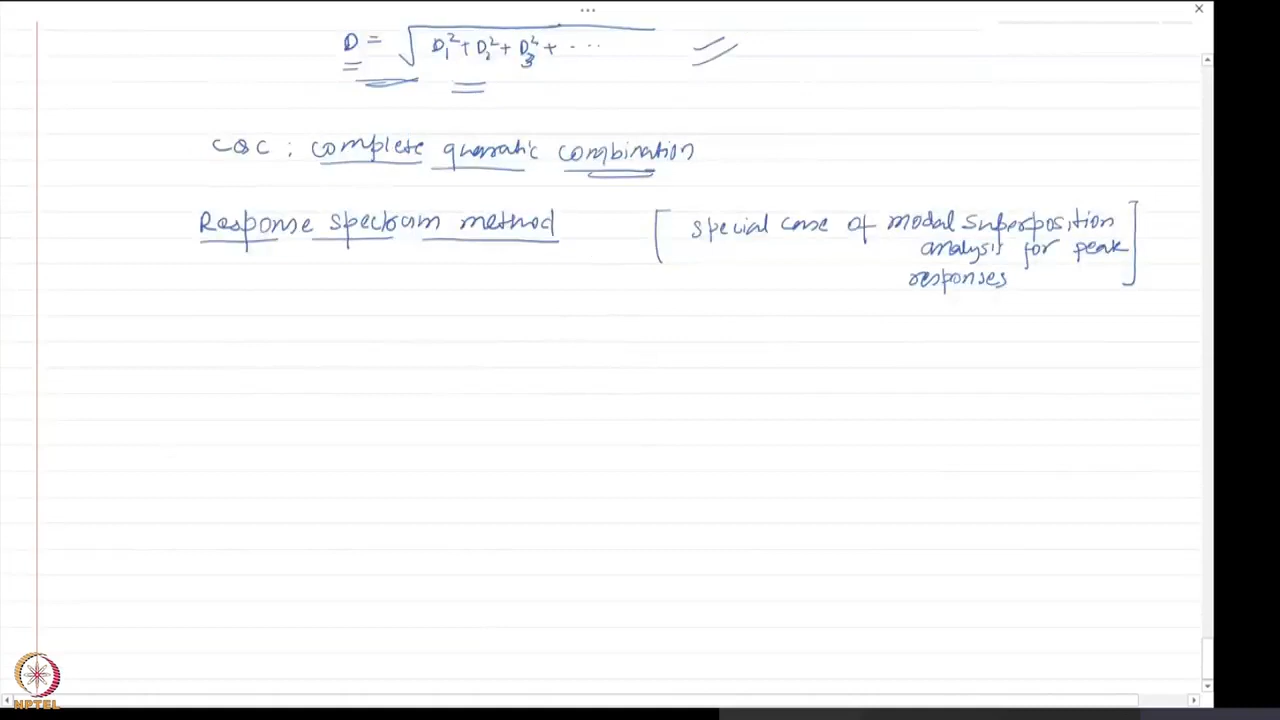 D = √ D₁² + D₂² + D₃² + ...
CQC : complete quaratic combination
Response spectrum method [ special case of modal superposition
analysis for peak
responses ]
NPTEL